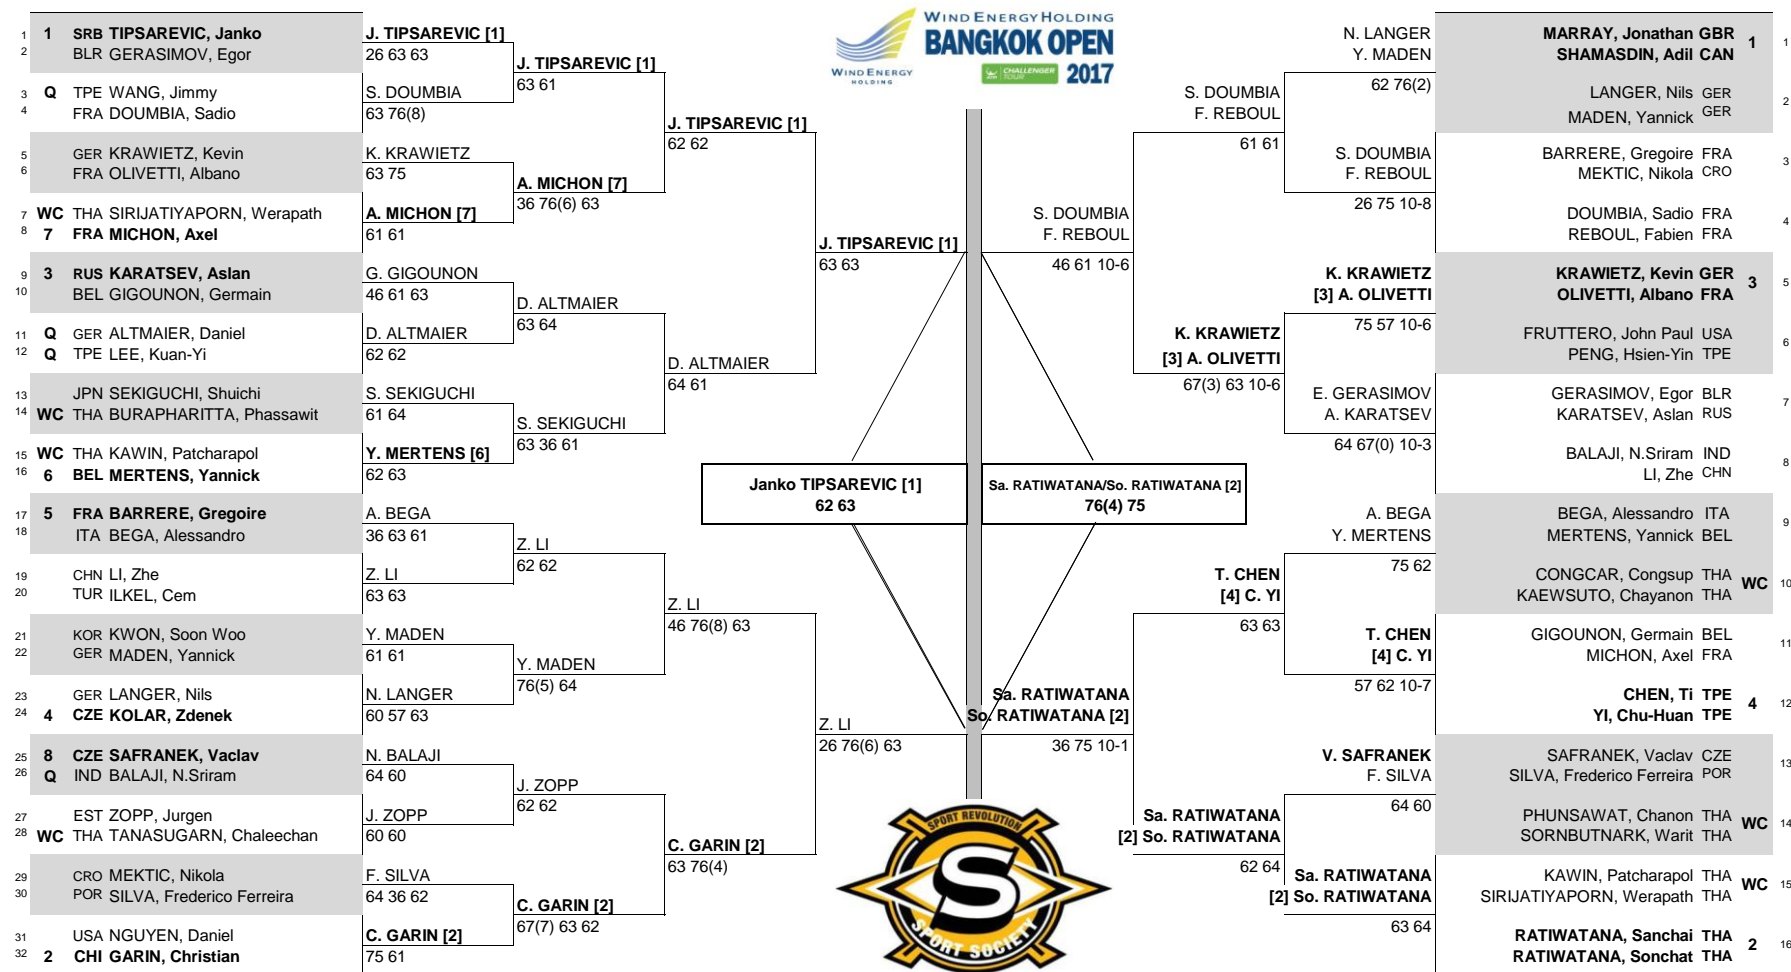 WIND ENERGY HOLDING
BANGKOK OPEN
WIND ENERGY
HOLDING
CHALLENGER
TOUR
2017
1 1 SRB TIPSAREVIC, Janko
2 BLR GERASIMOV, Egor
3 Q TPE WANG, Jimmy
4 FRA DOUMBIA, Sadio
5 GER KRAWIETZ, Kevin
6 FRA OLIVETTI, Albano
7 WC THA SIRIJATIYAPORN, Werapath
8 7 FRA MICHON, Axel
9 3 RUS KARATSEV, Aslan
10 BEL GIGOUNON, Germain
11 Q GER ALTMAIER, Daniel
12 Q TPE LEE, Kuan-Yi
13 JPN SEKIGUCHI, Shuichi
14 WC THA BURAPHARITTA, Phassawit
15 WC THA KAWIN, Patcharapol
16 6 BEL MERTENS, Yannick
17 5 FRA BARRERE, Gregoire
18 ITA BEGA, Alessandro
19 CHN LI, Zhe
20 TUR ILKEL, Cem
21 KOR KWON, Soon Woo
22 GER MADEN, Yannick
23 GER LANGER, Nils
24 4 CZE KOLAR, Zdenek
25 8 CZE SAFRANEK, Vaclav
26 Q IND BALAJI, N.Sriram
27 EST ZOPP, Jurgen
28 WC THA TANASUGARN, Chaleechan
29 CRO MEKTIC, Nikola
30 POR SILVA, Frederico Ferreira
31 USA NGUYEN, Daniel
32 2 CHI GARIN, Christian
J. TIPSAREVIC [1]
26 63 63
S. DOUMBIA
63 76(8)
K. KRAWIETZ
63 75
A. MICHON [7]
61 61
G. GIGOUNON
46 61 63
D. ALTMAIER
62 62
S. SEKIGUCHI
61 64
Y. MERTENS [6]
62 63
A. BEGA
36 63 61
Z. LI
63 63
Y. MADEN
61 61
N. LANGER
60 57 63
N. BALAJI
64 60
J. ZOPP
60 60
F. SILVA
64 36 62
C. GARIN [2]
75 61
J. TIPSAREVIC [1]
63 61
A. MICHON [7]
36 76(6) 63
D. ALTMAIER
63 64
S. SEKIGUCHI
63 36 61
Z. LI
62 62
Y. MADEN
76(5) 64
J. ZOPP
62 62
C. GARIN [2]
67(7) 63 62
J. TIPSAREVIC [1]
62 62
D. ALTMAIER
64 61
Z. LI
46 76(8) 63
C. GARIN [2]
63 76(4)
J. TIPSAREVIC [1]
63 63
Z. LI
26 76(6) 63
Janko TIPSAREVIC [1]
62 63
Sa. RATIWATANA/So. RATIWATANA [2]
76(4) 75
S. DOUMBIA
F. REBOUL
46 61 10-6
Sa. RATIWATANA
So. RATIWATANA [2]
36 75 10-1
S. DOUMBIA
F. REBOUL
61 61
K. KRAWIETZ
[3] A. OLIVETTI
67(3) 63 10-6
T. CHEN
[4] C. YI
63 63
Sa. RATIWATANA
[2] So. RATIWATANA
62 64
N. LANGER
Y. MADEN
62 76(2)
S. DOUMBIA
F. REBOUL
26 75 10-8
K. KRAWIETZ
[3] A. OLIVETTI
75 57 10-6
E. GERASIMOV
A. KARATSEV
64 67(0) 10-3
A. BEGA
Y. MERTENS
75 62
T. CHEN
[4] C. YI
57 62 10-7
V. SAFRANEK
F. SILVA
64 60
Sa. RATIWATANA
[2] So. RATIWATANA
63 64
MARRAY, Jonathan GBR 1 1
SHAMASDIN, Adil CAN
LANGER, Nils GER 2
MADEN, Yannick GER
BARRERE, Gregoire FRA 3
MEKTIC, Nikola CRO
DOUMBIA, Sadio FRA 4
REBOUL, Fabien FRA
KRAWIETZ, Kevin GER 3 5
OLIVETTI, Albano FRA
FRUTTERO, John Paul USA 6
PENG, Hsien-Yin TPE
GERASIMOV, Egor BLR 7
KARATSEV, Aslan RUS
BALAJI, N.Sriram IND 8
LI, Zhe CHN
BEGA, Alessandro ITA 9
MERTENS, Yannick BEL
CONGCAR, Congsup THA WC 10
KAEWSUTO, Chayanon THA
GIGOUNON, Germain BEL 11
MICHON, Axel FRA
CHEN, Ti TPE 4 12
YI, Chu-Huan TPE
SAFRANEK, Vaclav CZE 13
SILVA, Frederico Ferreira POR
PHUNSAWAT, Chanon THA WC 14
SORNBUTNARK, Warit THA
KAWIN, Patcharapol THA WC 15
SIRIJATIYAPORN, Werapath THA
RATIWATANA, Sanchai THA 2 16
RATIWATANA, Sonchat THA
SPORT REVOLUTION
S
SPORT SOCIETY